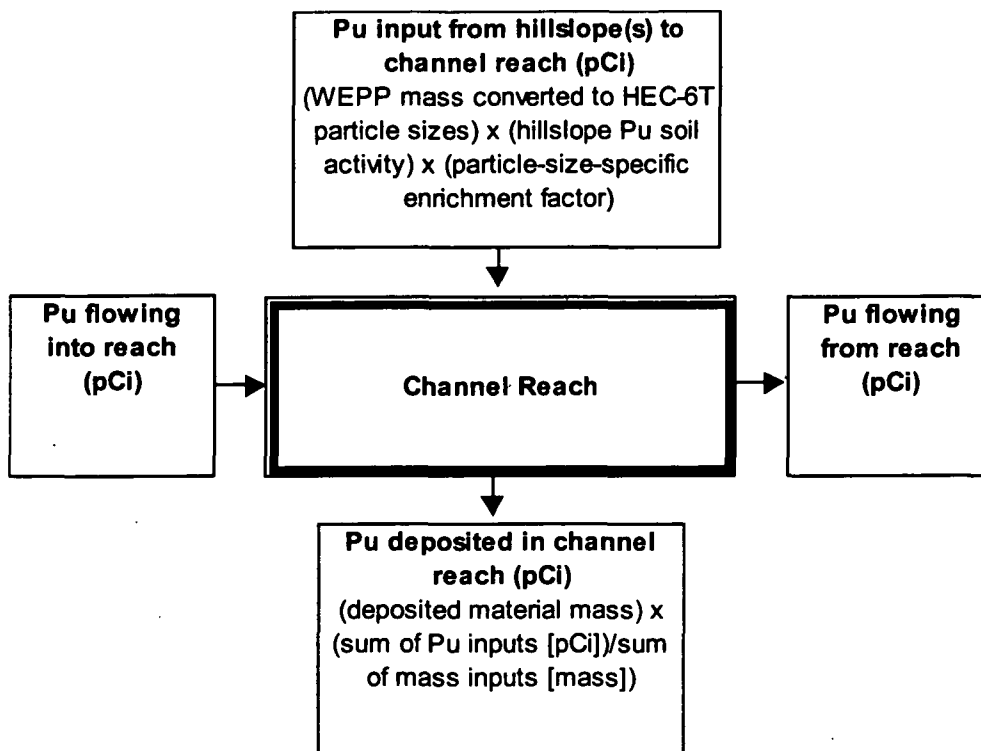 Pu input from hillslope(s) to
channel reach (pCi)
(WEPP mass converted to HEC-6T
particle sizes) x (hillslope Pu soil
activity) x (particle-size-specific
enrichment factor)
Pu flowing
into reach
(pCi)
Channel Reach
Pu flowing
from reach
(pCi)
Pu deposited in channel
reach (pCi)
(deposited material mass) x
(sum of Pu inputs [pCi])/sum
of mass inputs [mass])